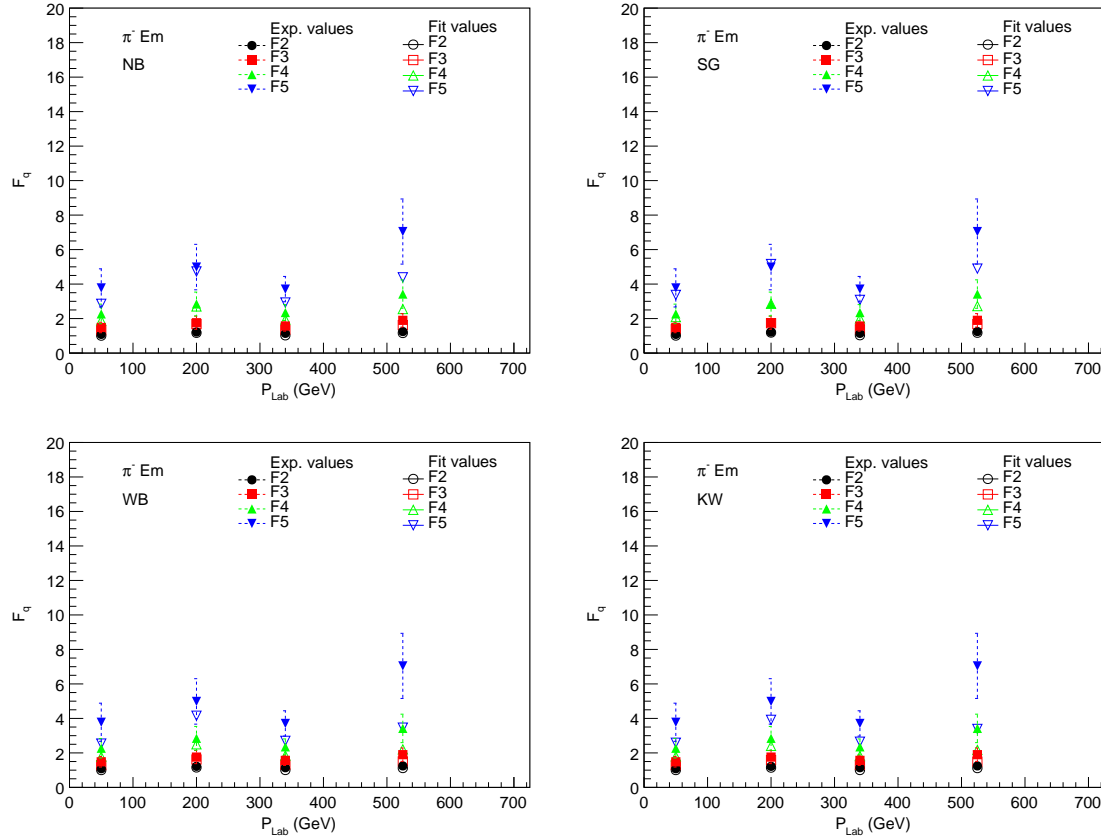 π⁻ Em
NB
Exp. values
F2
F3
F4
F5
Fit values
F2
F3
F4
F5
F_q
20
18
16
14
12
10
8
6
4
2
0
0 100 200 300 400 500 600 700
P_Lab (GeV)
π⁻ Em
SG
Exp. values
F2
F3
F4
F5
Fit values
F2
F3
F4
F5
F_q
20
18
16
14
12
10
8
6
4
2
0
0 100 200 300 400 500 600 700
P_Lab (GeV)
π⁻ Em
WB
Exp. values
F2
F3
F4
F5
Fit values
F2
F3
F4
F5
F_q
20
18
16
14
12
10
8
6
4
2
0
0 100 200 300 400 500 600 700
P_Lab (GeV)
π⁻ Em
KW
Exp. values
F2
F3
F4
F5
Fit values
F2
F3
F4
F5
F_q
20
18
16
14
12
10
8
6
4
2
0
0 100 200 300 400 500 600 700
P_Lab (GeV)